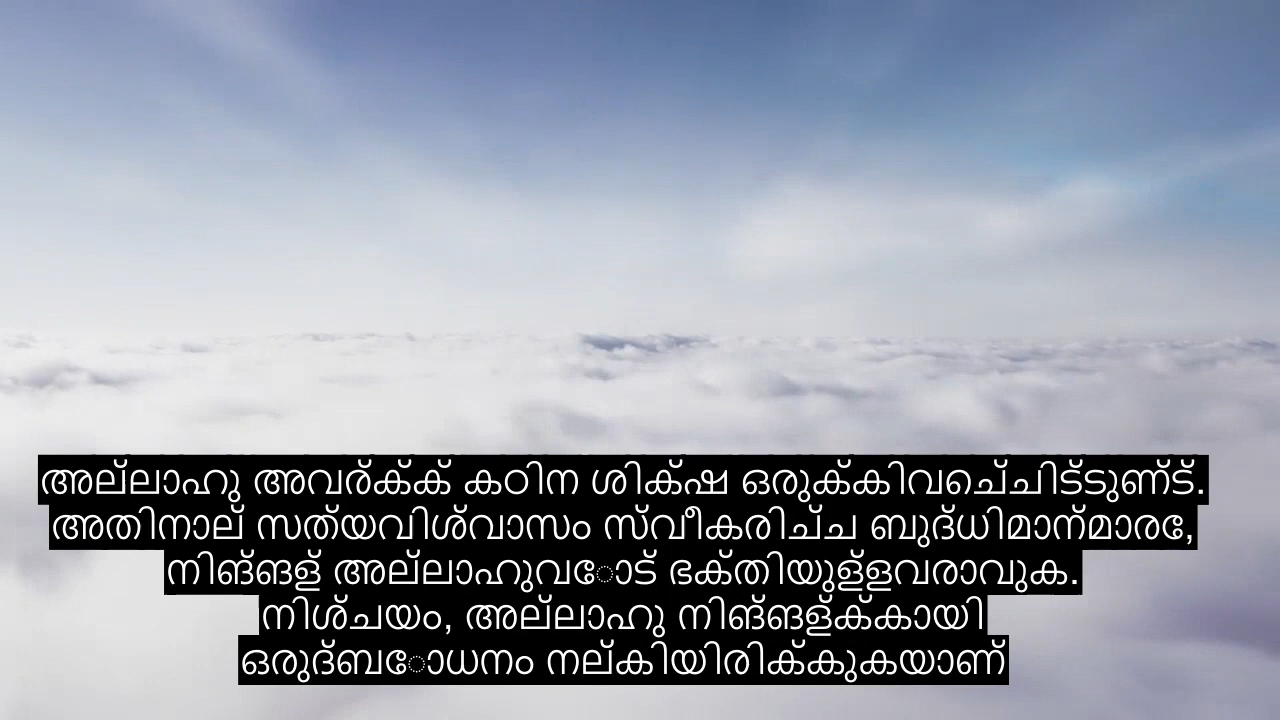 അല്ലാഹു അവര്ക്ക് കഠിന ശിക്ഷ ഒരുക്കിവച്ചെിട്ടുണ്ട്.
അതിനാല് സത്യവിശ്വാസം സ്വീകരിച്ച ബുദ്ധിമാന്മാരേ,
നിങ്ങള് അല്ലാഹുവോട് ഭക്തിയുള്ളവരാവുക.
നിശ്ചയം, അല്ലാഹു നിങ്ങള്ക്കായി
ഒരുദ്ബോധനം നല്കിയിരിക്കുകയാണ്